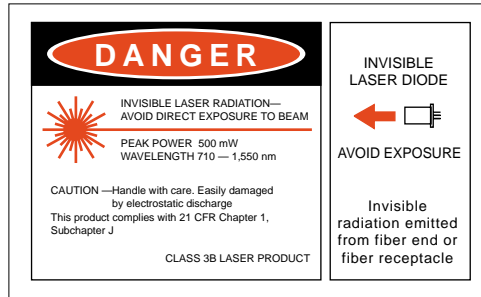 DANGER
INVISIBLE LASER RADIATION—
AVOID DIRECT EXPOSURE TO BEAM
PEAK POWER 500 mW
WAVELENGTH 710 — 1,550 nm
CAUTION —Handle with care. Easily damaged
by electrostatic discharge
This product complies with 21 CFR Chapter 1,
Subchapter J
CLASS 3B LASER PRODUCT
INVISIBLE
LASER DIODE
AVOID EXPOSURE
Invisible
radiation emitted
from fiber end or
fiber receptacle